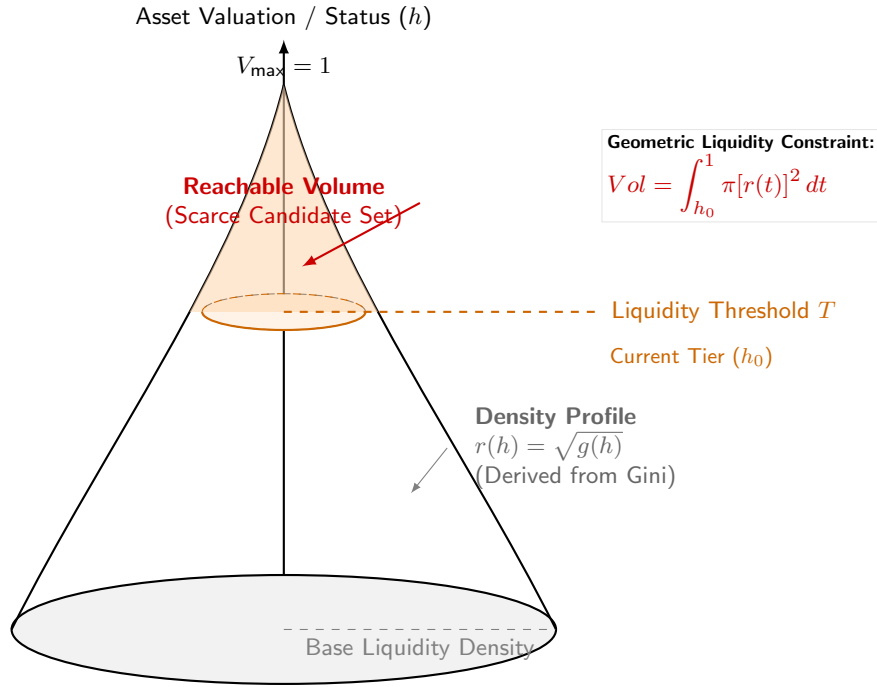 Asset Valuation / Status (h)
V_max = 1
Geometric Liquidity Constraint:
Vol = ∫_{h_0}^{1} π[r(t)]^2 dt
Reachable Volume
(Scarce Candidate Set)
Liquidity Threshold T
Current Tier (h_0)
Density Profile
r(h) = √g(h)
(Derived from Gini)
Base Liquidity Density